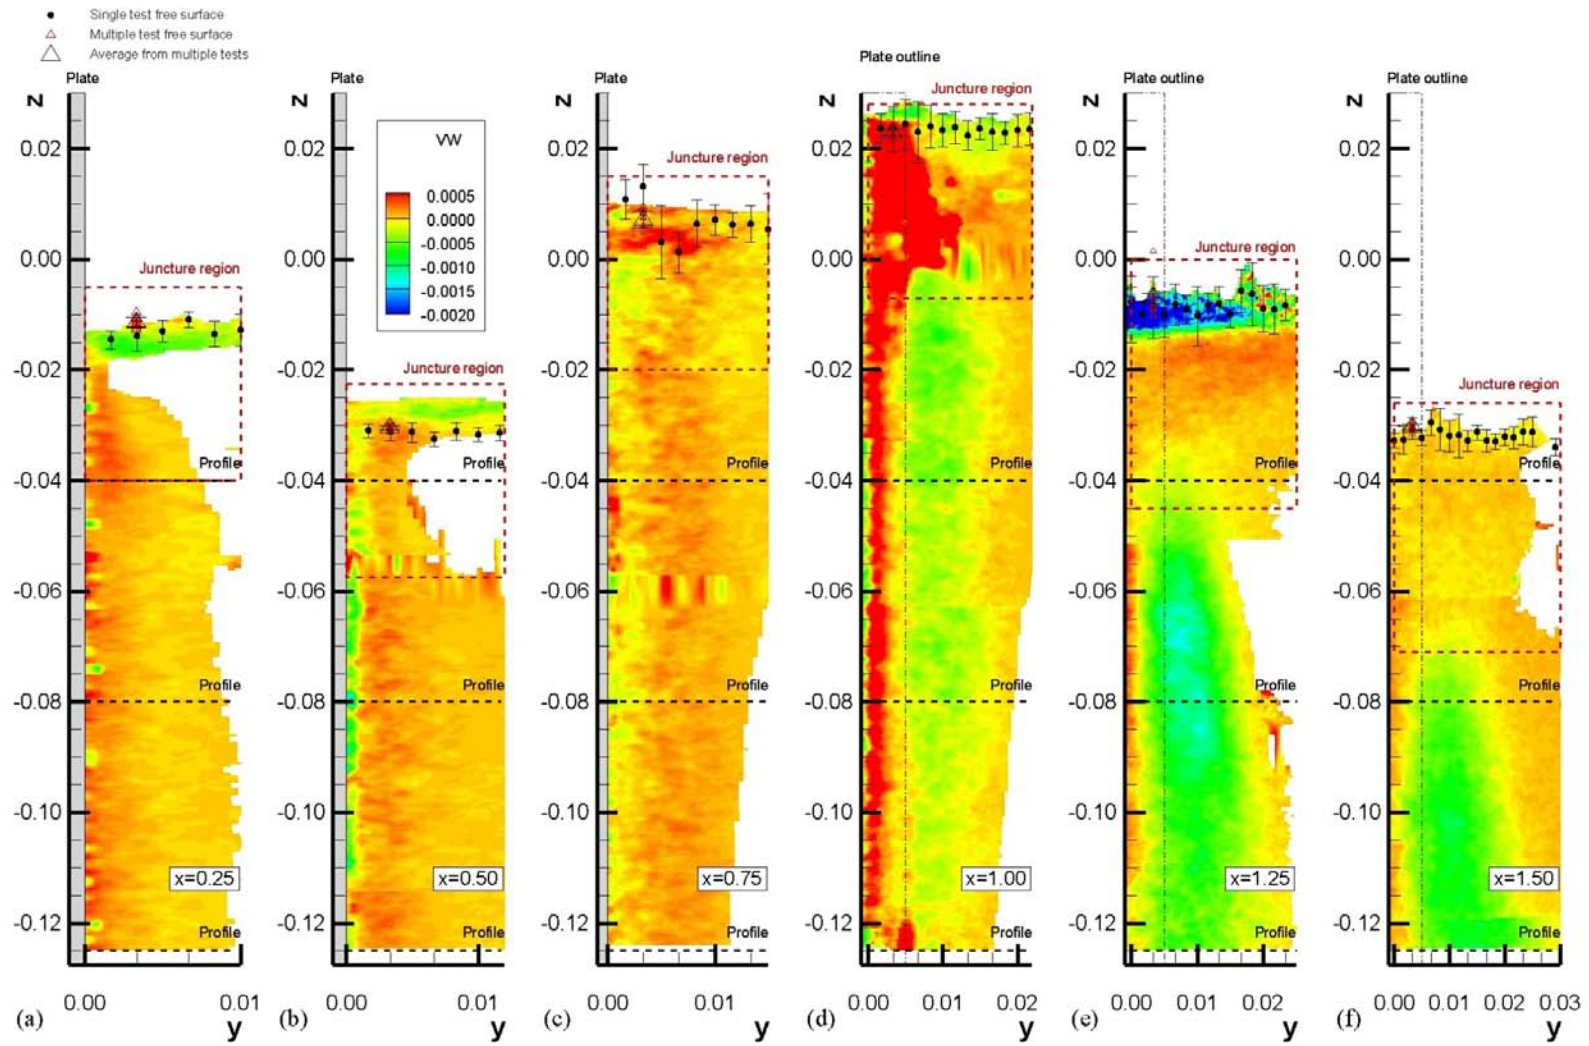 Single test free surface
Multiple test free surface
Average from multiple tests
Plate
z
0.02
0.00
-0.02
-0.04
-0.06
-0.08
-0.10
-0.12
Juncture region
Profile
Profile
x=0.25
Profile
0.00 0.01
(a) y
Plate
z
0.02
0.00
-0.02
-0.04
-0.06
-0.08
-0.10
-0.12
vw
0.0005
0.0000
-0.0005
-0.0010
-0.0015
-0.0020
Juncture region
Profile
Profile
x=0.50
Profile
0.00 0.01
(b) y
Plate
z
0.02
0.00
-0.02
-0.04
-0.06
-0.08
-0.10
-0.12
Juncture region
Profile
Profile
x=0.75
Profile
0.00 0.01
(c) y
Plate outline
z
0.02
0.00
-0.02
-0.04
-0.06
-0.08
-0.10
-0.12
Juncture region
Profile
Profile
x=1.00
Profile
0.00 0.01 0.02
(d) y
Plate outline
z
0.02
0.00
-0.02
-0.04
-0.06
-0.08
-0.10
-0.12
Juncture region
Profile
Profile
x=1.25
Profile
0.00 0.01 0.02
(e) y
Plate outline
z
0.02
0.00
-0.02
-0.04
-0.06
-0.08
-0.10
-0.12
Juncture region
Profile
Profile
x=1.50
Profile
0.00 0.01 0.02 0.03
(f) y